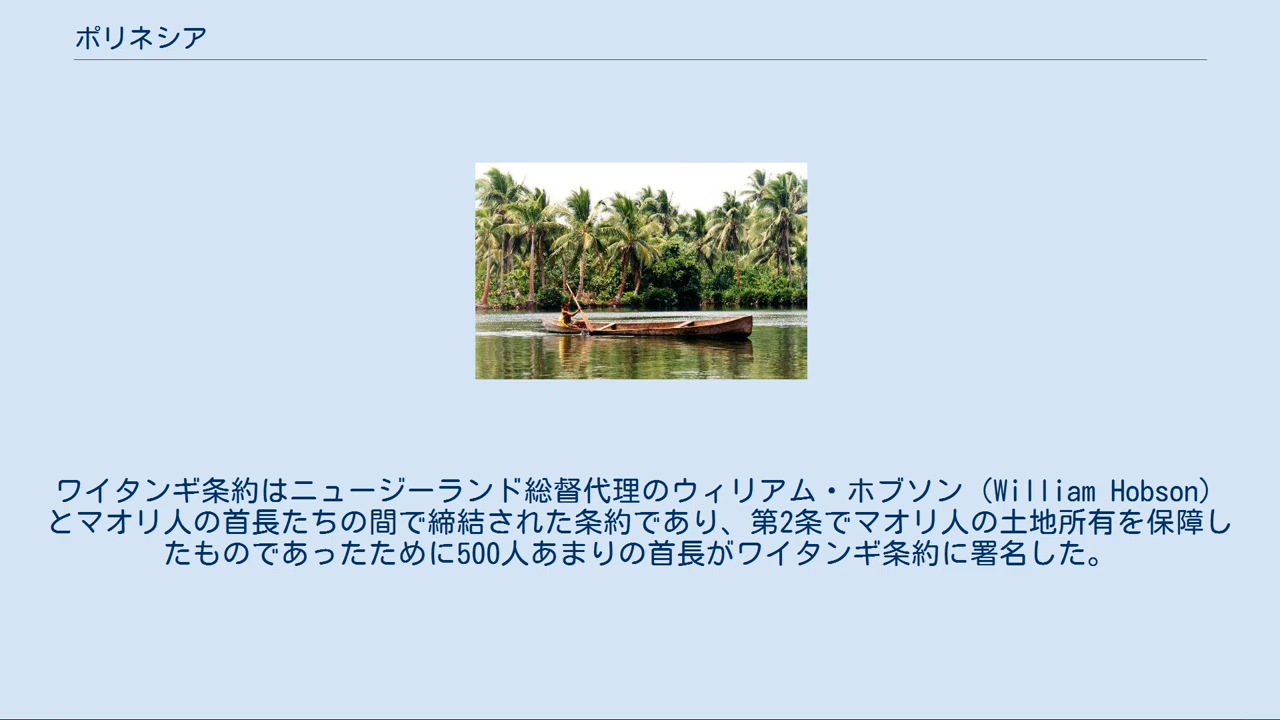 ポリネシア
ワイタンギ条約はニュージーランド総督代理のウィリアム・ホブソン（William Hobson）
とマオリ人の首長たちの間で締結された条約であり、第2条でマオリ人の土地所有を保障し
たものであったために500人あまりの首長がワイタンギ条約に署名した。